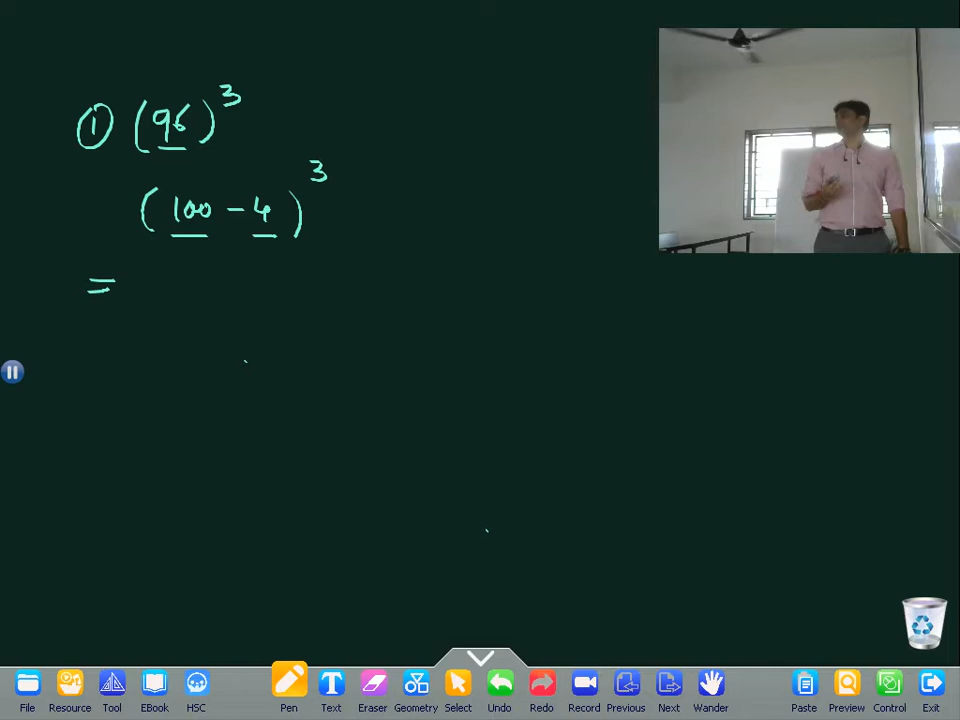 ① (96)³
(100 - 4)³
=
File Resource Tool EBook HSC Pen Text Eraser Geometry Select Undo Redo Record Previous Next Wander Paste Preview Control Exit